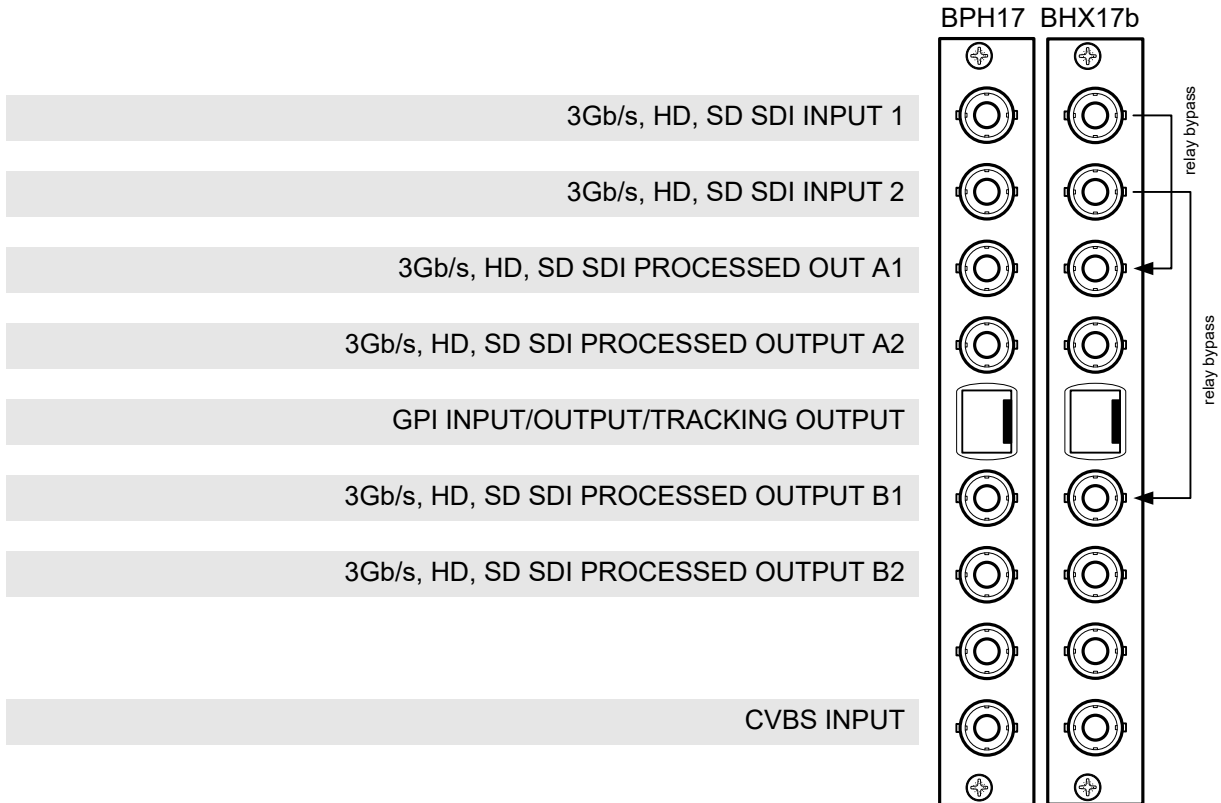 BPH17 BHX17b
3Gb/s, HD, SD SDI INPUT 1
relay bypass
3Gb/s, HD, SD SDI INPUT 2
3Gb/s, HD, SD SDI PROCESSED OUT A1
3Gb/s, HD, SD SDI PROCESSED OUTPUT A2
relay bypass
GPI INPUT/OUTPUT/TRACKING OUTPUT
3Gb/s, HD, SD SDI PROCESSED OUTPUT B1
3Gb/s, HD, SD SDI PROCESSED OUTPUT B2
CVBS INPUT